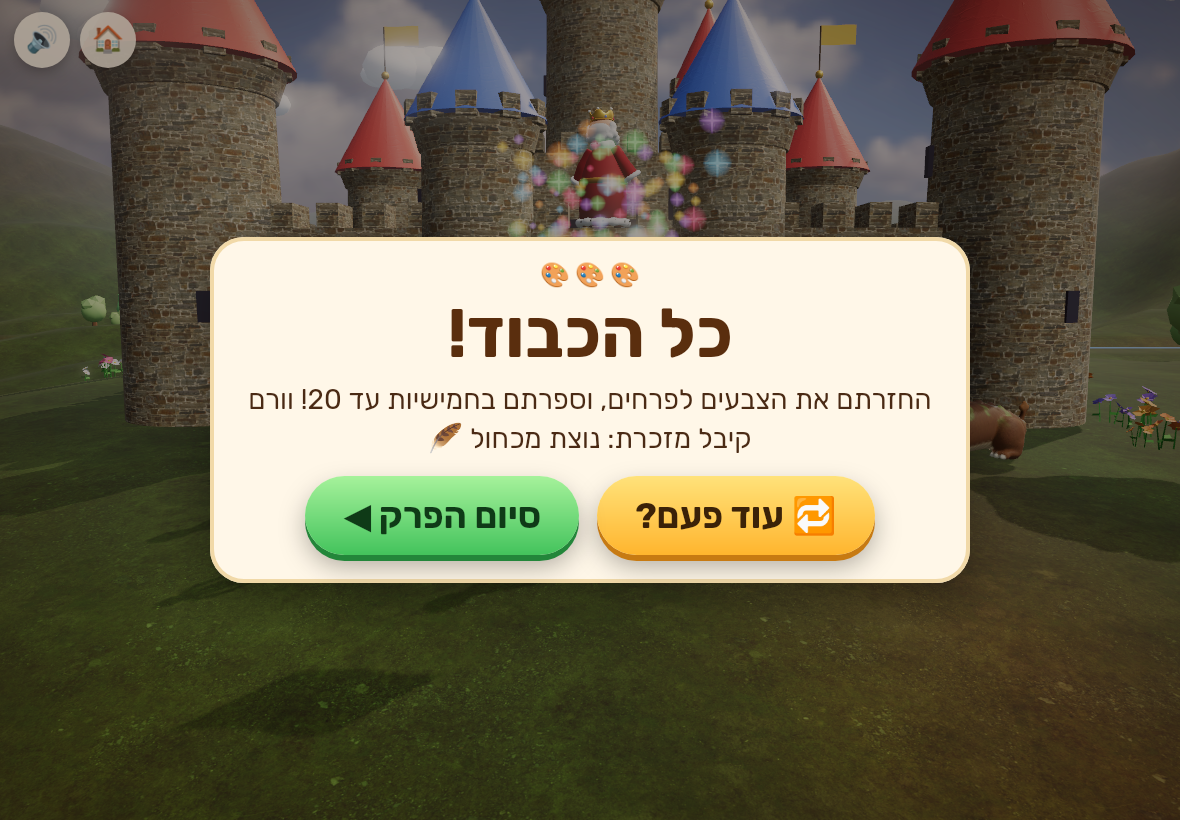 כל הכבוד!
החזרתם את הצבעים לפרחים, וספרתם בחמישיות עד 20! וורם
קיבל מזכרת: נוצת מכחול
עוד פעם?
סיום הפרק